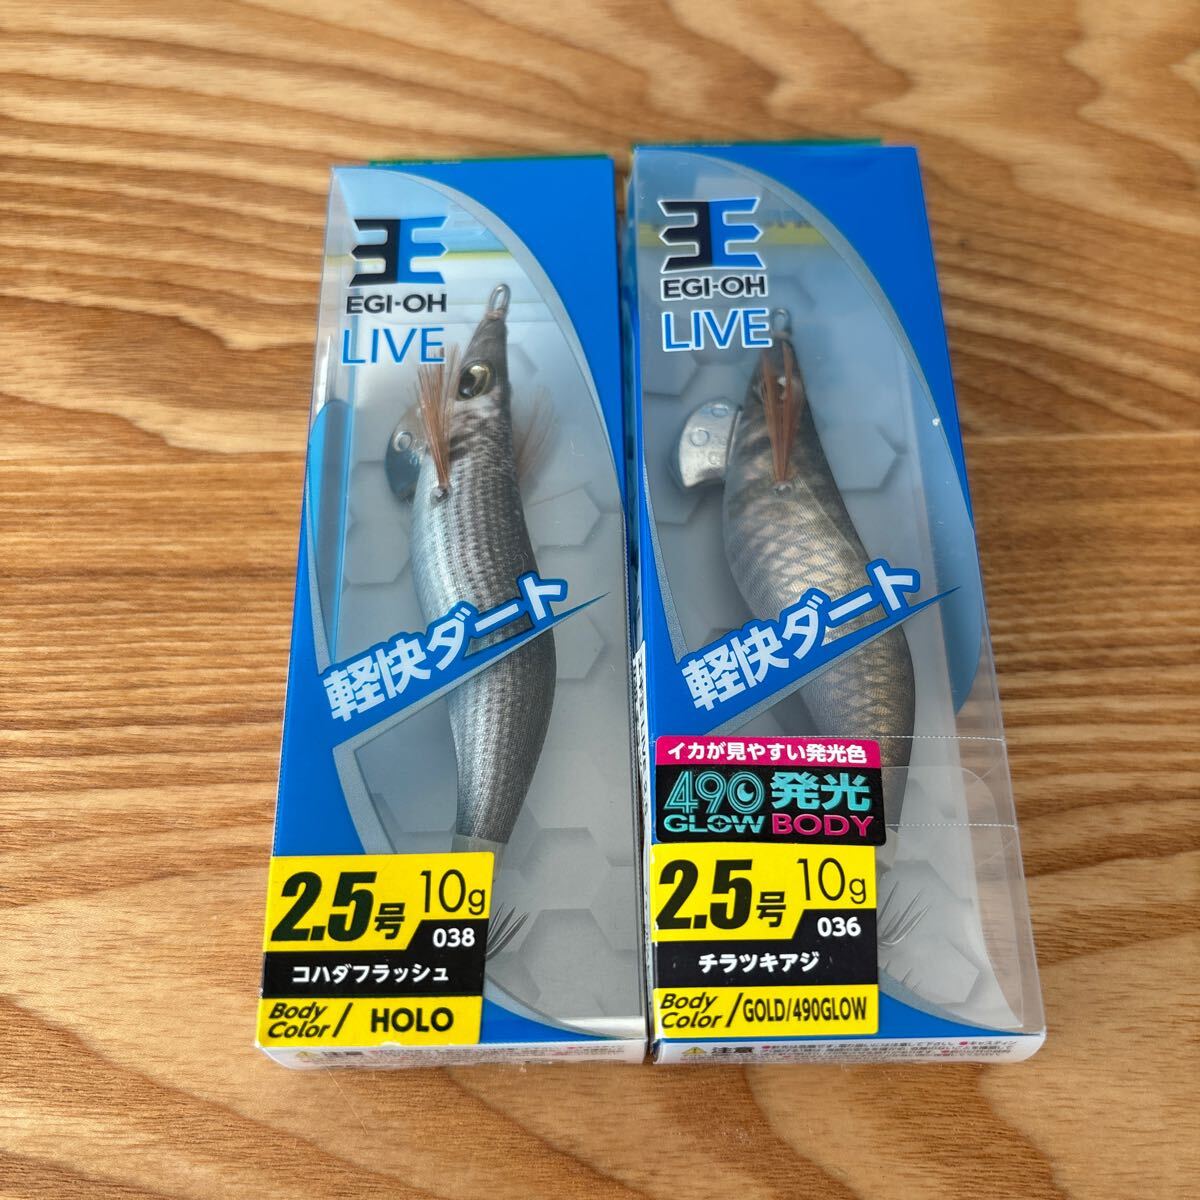 EGI-OH
LIVE
軽快ダート
2.5号 10g
038
コハダフラッシュ
Body Color / HOLO
EGI-OH
LIVE
軽快ダート
イカが見やすい発光色
490 発光
GLOW BODY
2.5号 10g
036
チラツキアジ
Body Color / GOLD/490GLOW
注意